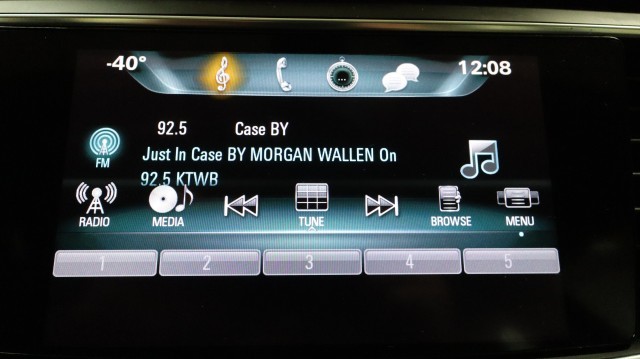 -40° 12:08
92.5 Case BY
FM Just In Case BY MORGAN WALLEN On
92.5 KTWB
RADIO MEDIA TUNE BROWSE MENU
1 2 3 4 5